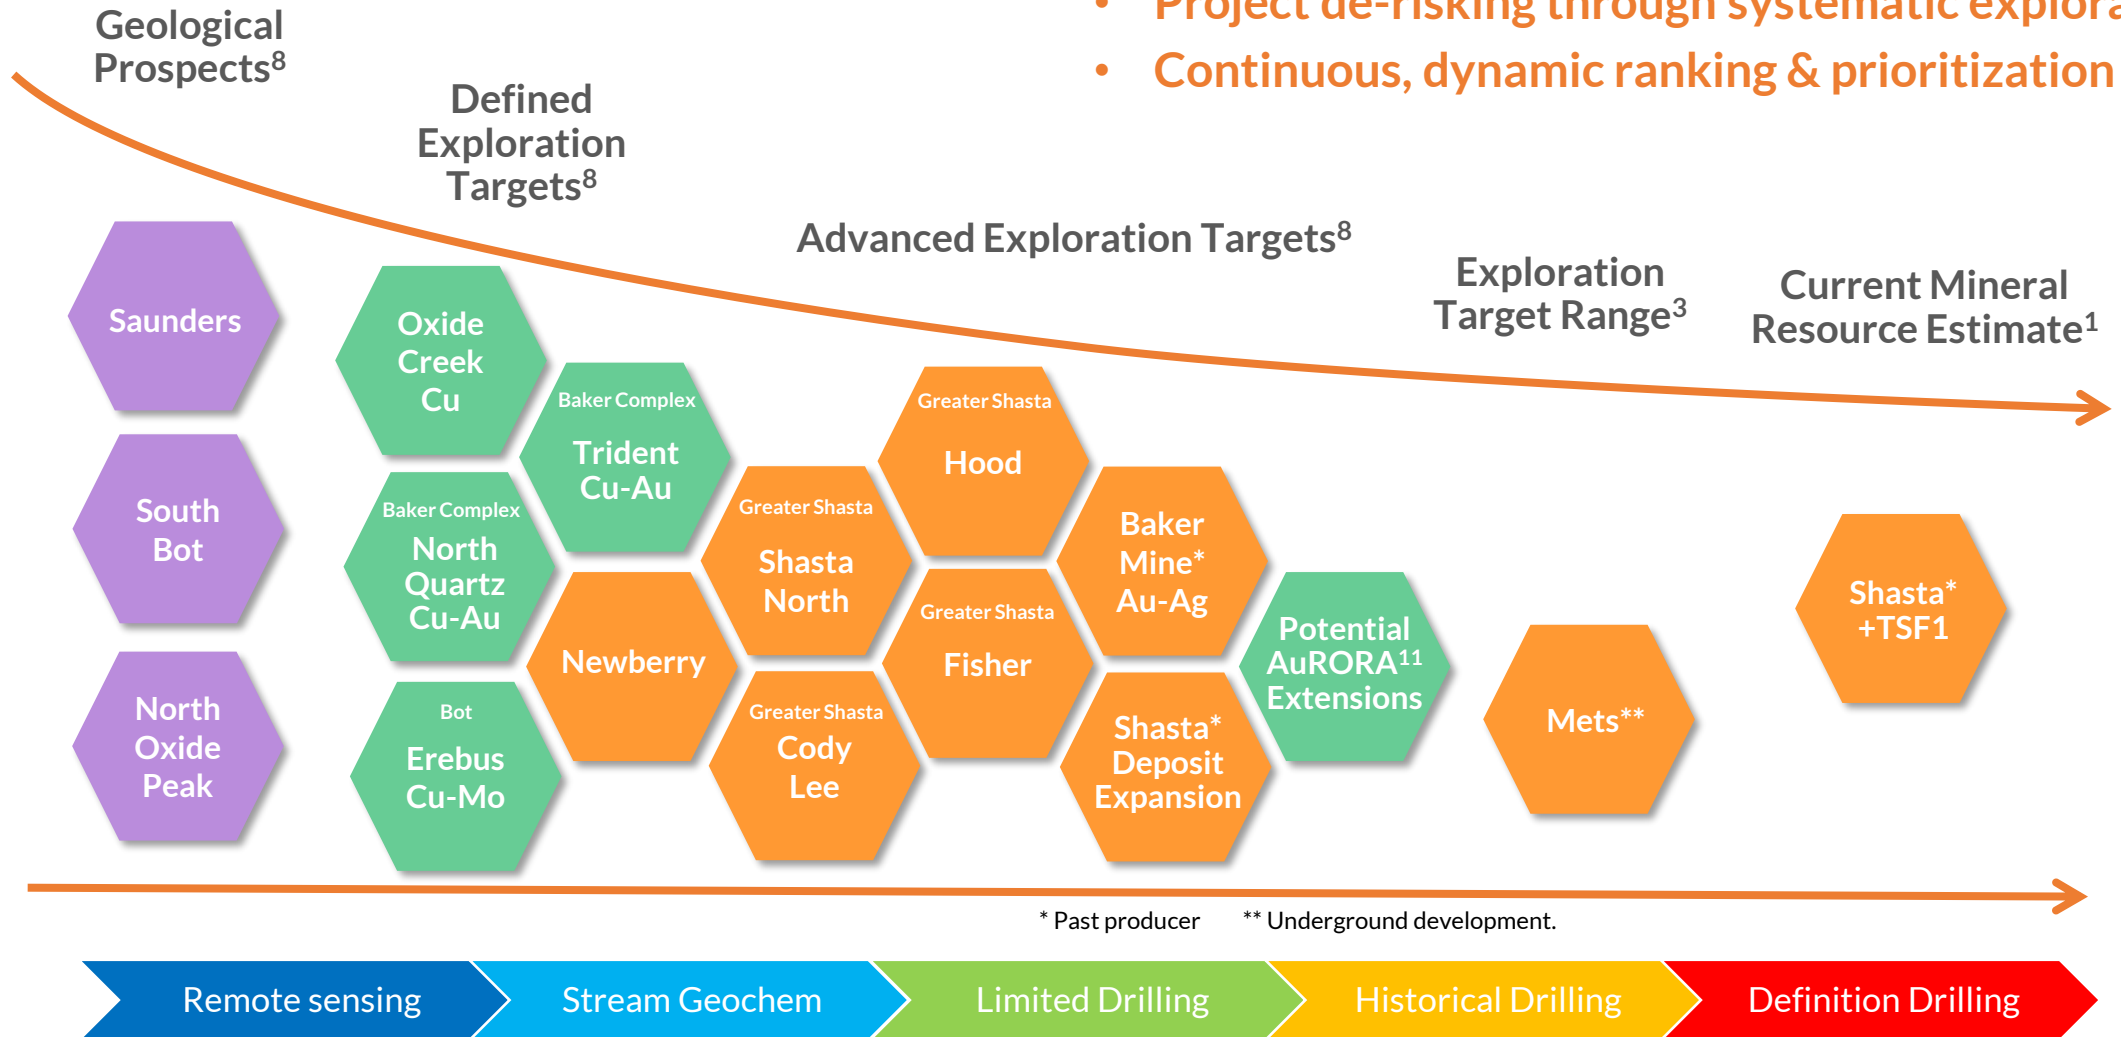 • Project de-risking through systematic explora
• Continuous, dynamic ranking & prioritization
Geological
Prospects⁸
Defined
Exploration
Targets⁸
Advanced Exploration Targets⁸
Exploration
Target Range³
Current Mineral
Resource Estimate¹
Saunders
South
Bot
North
Oxide
Peak
Oxide
Creek
Cu
Baker Complex
North
Quartz
Cu-Au
Bot
Erebus
Cu-Mo
Baker Complex
Trident
Cu-Au
Newberry
Greater Shasta
Shasta
North
Greater Shasta
Cody
Lee
Greater Shasta
Hood
Greater Shasta
Fisher
Baker
Mine*
Au-Ag
Shasta*
Deposit
Expansion
Potential
AuRORA¹¹
Extensions
Mets**
Shasta*
+TSF1
* Past producer ** Underground development.
Remote sensing
Stream Geochem
Limited Drilling
Historical Drilling
Definition Drilling